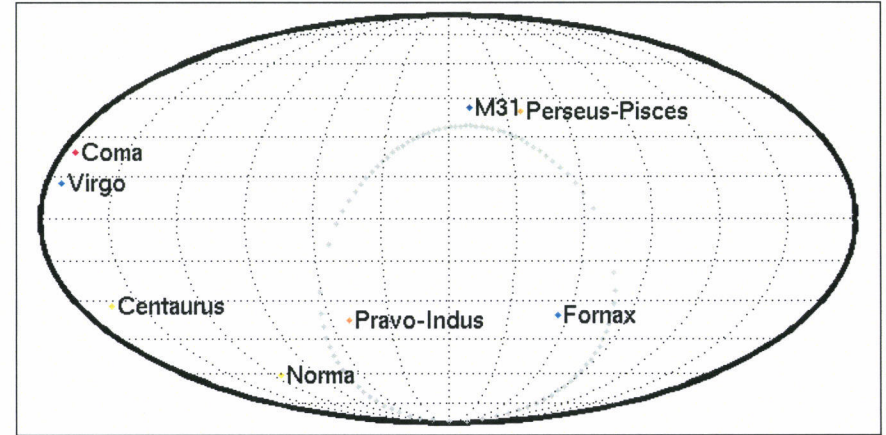 M31 Perseus-Pisces
Coma
Virgo
Centaurus
Pravo-Indus
Fornax
Norma